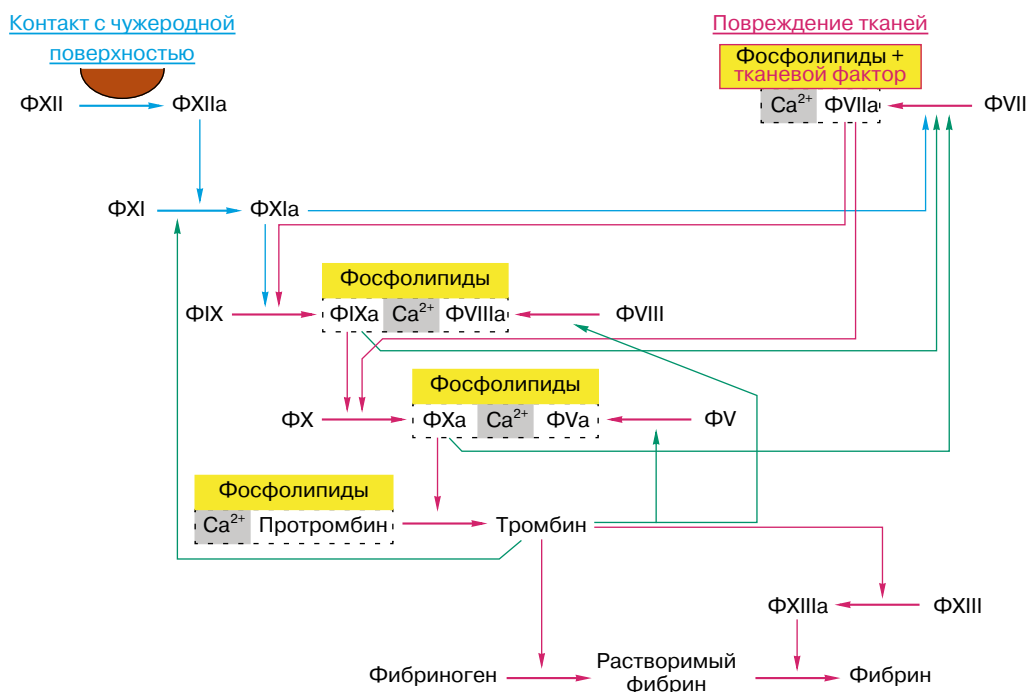 Контакт с чужеродной
поверхностью
Повреждение тканей
Фосфолипиды +
тканевой фактор
ФXII
ФXIIa
Ca2+
ФVIIa
ФVII
ФXI
ФXIa
Фосфолипиды
ФIX
ФIXa
Ca2+
ФVIIIa
ФVIII
Фосфолипиды
ФX
ФXa
Ca2+
ФVa
ФV
Фосфолипиды
Ca2+
Протромбин
Тромбин
ФXIIIa
ФXIII
Фибриноген
Растворимый
фибрин
Фибрин